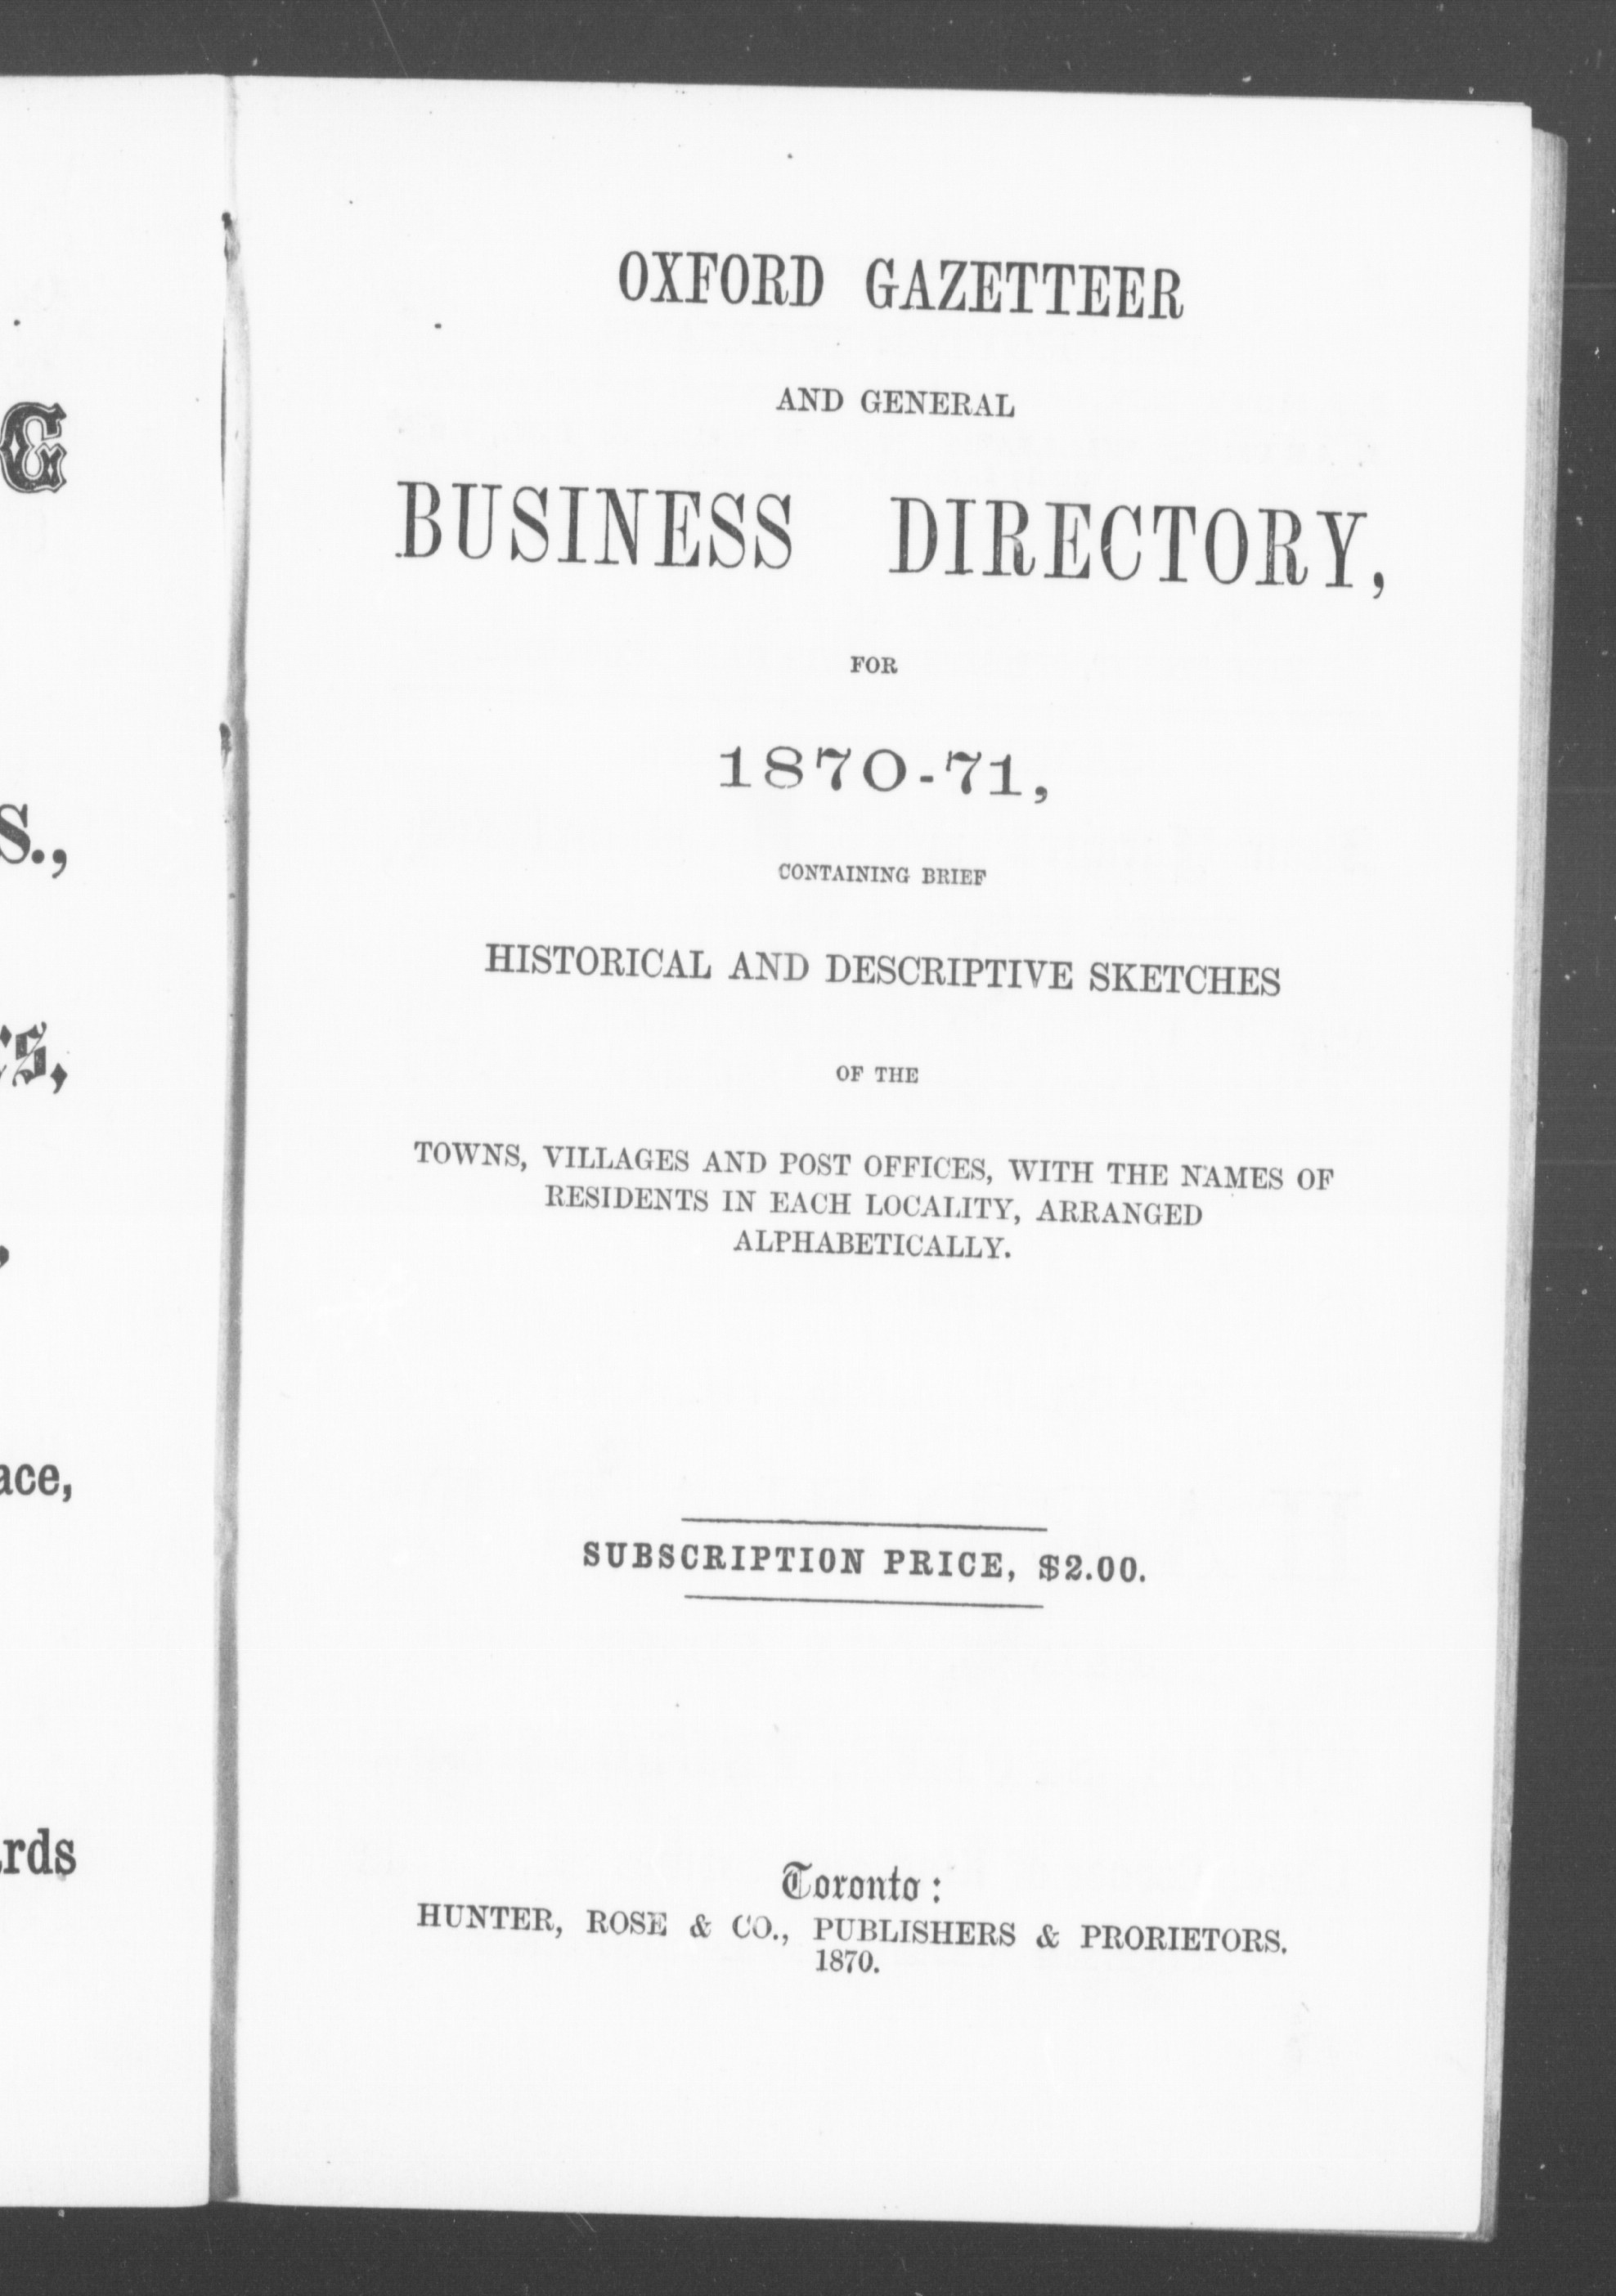 G
S.,
rs,
,
ace,
rds
OXFORD GAZETTEER
AND GENERAL
BUSINESS DIRECTORY,
FOR
1870-71,
CONTAINING BRIEF
HISTORICAL AND DESCRIPTIVE SKETCHES
OF THE
TOWNS, VILLAGES AND POST OFFICES, WITH THE NAMES OF
RESIDENTS IN EACH LOCALITY, ARRANGED
ALPHABETICALLY.
SUBSCRIPTION PRICE, $2.00.
Toronto:
HUNTER, ROSE & CO., PUBLISHERS & PRORIETORS.
1870.